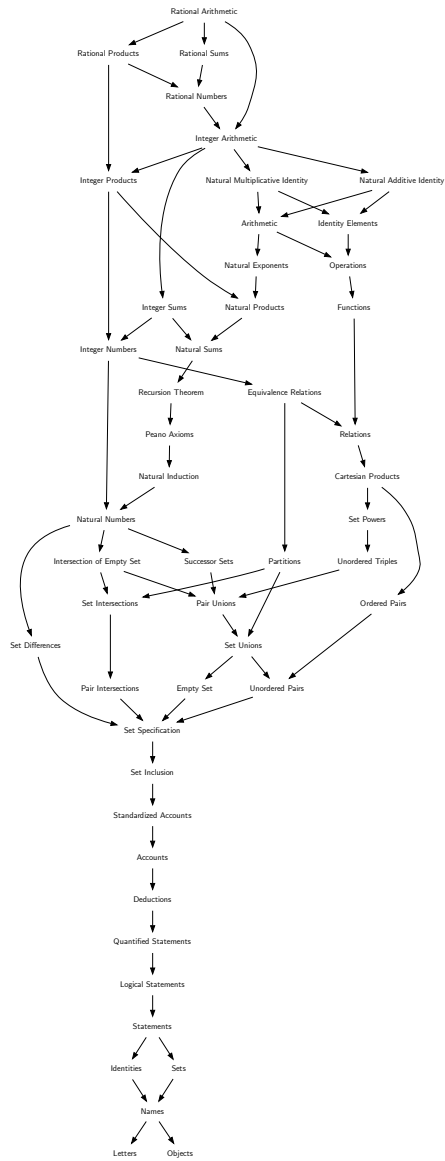 Rational Arithmetic
Rational Products
Rational Sums
Rational Numbers
Integer Arithmetic
Integer Products
Natural Multiplicative Identity
Natural Additive Identity
Arithmetic
Identity Elements
Natural Exponents
Operations
Integer Sums
Natural Products
Functions
Integer Numbers
Natural Sums
Recursion Theorem
Equivalence Relations
Peano Axioms
Relations
Natural Induction
Cartesian Products
Natural Numbers
Set Powers
Intersection of Empty Set
Successor Sets
Partitions
Unordered Triples
Set Intersections
Pair Unions
Ordered Pairs
Set Differences
Set Unions
Pair Intersections
Empty Set
Unordered Pairs
Set Specification
Set Inclusion
Standardized Accounts
Accounts
Deductions
Quantified Statements
Logical Statements
Statements
Identities
Sets
Names
Letters
Objects